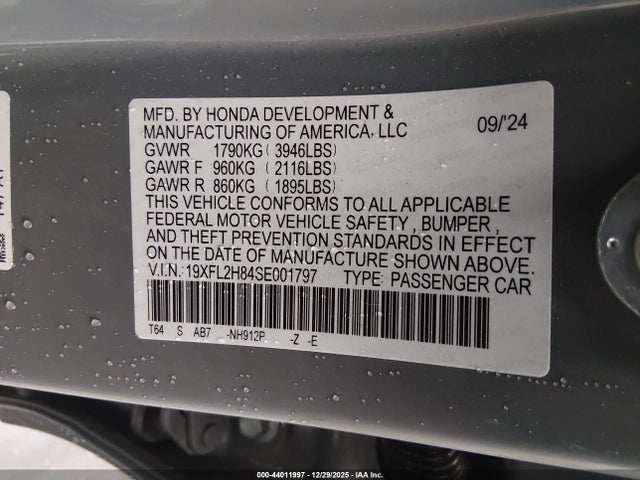 MFD. BY HONDA DEVELOPMENT &
MANUFACTURING OF AMERICA, LLC 09/'24
GVWR 1790KG ( 3946LBS )
GAWR F 960KG ( 2116LBS )
GAWR R 860KG ( 1895LBS )
THIS VEHICLE CONFORMS TO ALL APPLICABLE
FEDERAL MOTOR VEHICLE SAFETY , BUMPER ,
AND THEFT PREVENTION STANDARDS IN EFFECT
ON THE DATE OF MANUFACTURE SHOWN ABOVE.
V.I.N.: 19XFL2H84SE001797 TYPE: PASSENGER CAR
T64 S AB7 -NH912P -Z -E
000-44011997 - 12/29/2025 - IAA Inc.